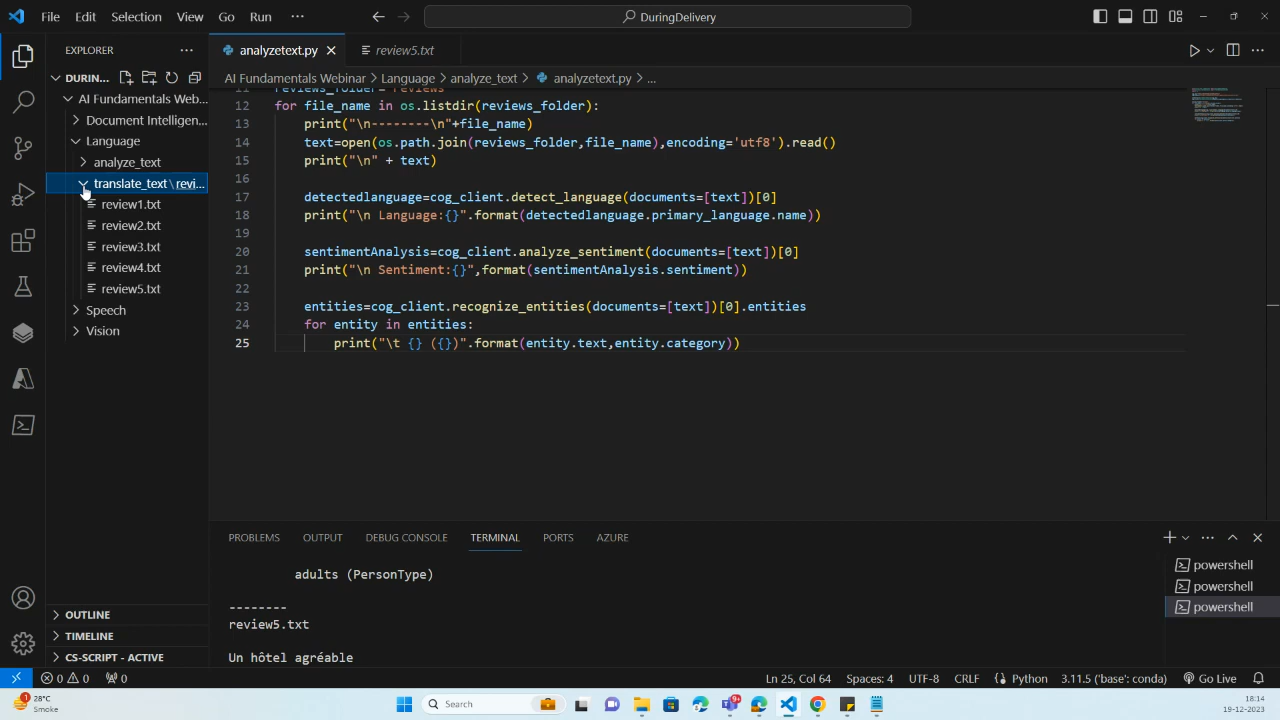 File Edit Selection View Go Run ···
DuringDelivery
EXPLORER ···
analyzetext.py
review5.txt
DURIN...
AI Fundamentals Webinar > Language > analyze_text > analyzetext.py > ...
AI Fundamentals Web...
Document Intelligen...
Language
analyze_text
translate_text \ revi...
review1.txt
review2.txt
review3.txt
review4.txt
review5.txt
Speech
Vision
OUTLINE
TIMELINE
CS-SCRIPT - ACTIVE
12 for file_name in os.listdir(reviews_folder):
13 print("\n--------\n"+file_name)
14 text=open(os.path.join(reviews_folder,file_name),encoding='utf8').read()
15 print("\n" + text)
16
17 detectedlanguage=cog_client.detect_language(documents=[text])[0]
18 print("\n Language:{}".format(detectedlanguage.primary_language.name))
19
20 sentimentAnalysis=cog_client.analyze_sentiment(documents=[text])[0]
21 print("\n Sentiment:{}",format(sentimentAnalysis.sentiment))
22
23 entities=cog_client.recognize_entities(documents=[text])[0].entities
24 for entity in entities:
25 print("\t {} ({})".format(entity.text,entity.category))
PROBLEMS OUTPUT DEBUG CONSOLE TERMINAL PORTS AZURE
adults (PersonType)
--------
review5.txt
Un hôtel agréable
powershell
powershell
powershell
0 0 0 Ln 25, Col 64 Spaces: 4 UTF-8 CRLF Python 3.11.5 ('base': conda) Go Live
28°C
Smoke
Search
18:14
19-12-2023